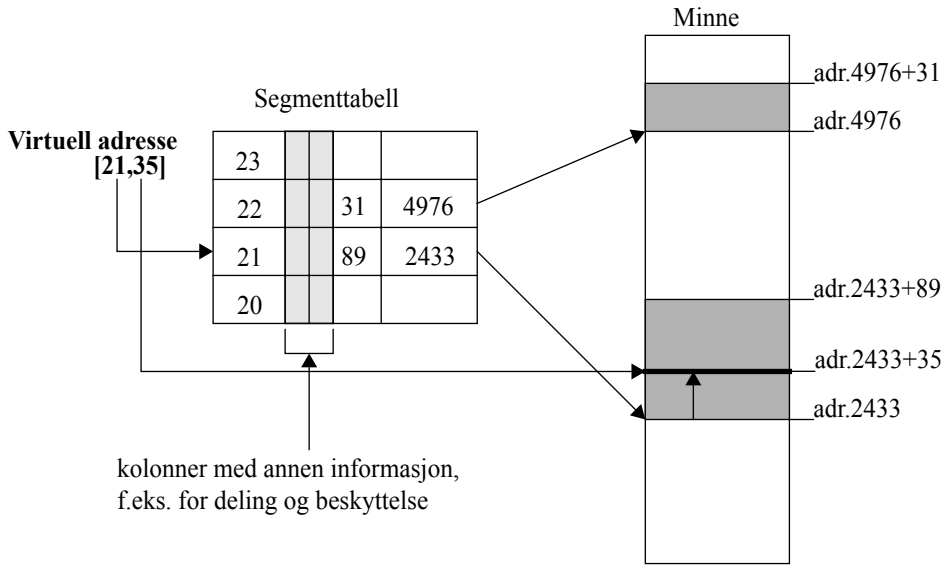 Minne
adr.4976+31
Segmenttabell
adr.4976
Virtuell adresse
[21,35]
23
22 31 4976
21 89 2433
20
adr.2433+89
adr.2433+35
adr.2433
kolonner med annen informasjon,
f.eks. for deling og beskyttelse